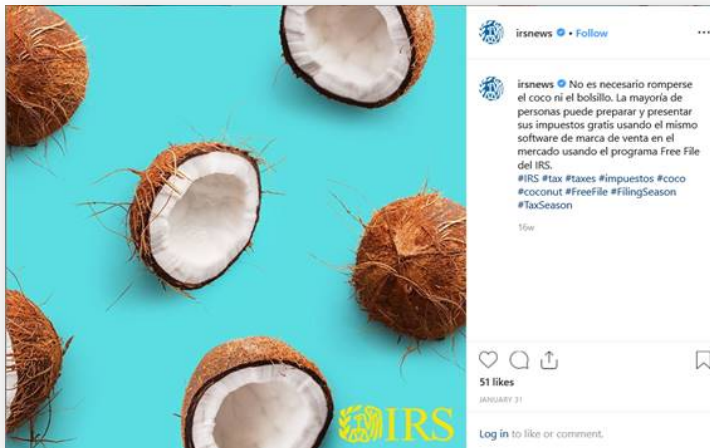 irsnews • Follow
irsnews No es necesario romperse
el coco ni el bolsillo. La mayoría de
personas puede preparar y presentar
sus impuestos gratis usando el mismo
software de marca de venta en el
mercado usando el programa Free File
del IRS.
#IRS #tax #taxes #impuestos #coco
#coconut #FreeFile #FilingSeason
#TaxSeason
16w
IRS
51 likes
JANUARY 31
Log in to like or comment.